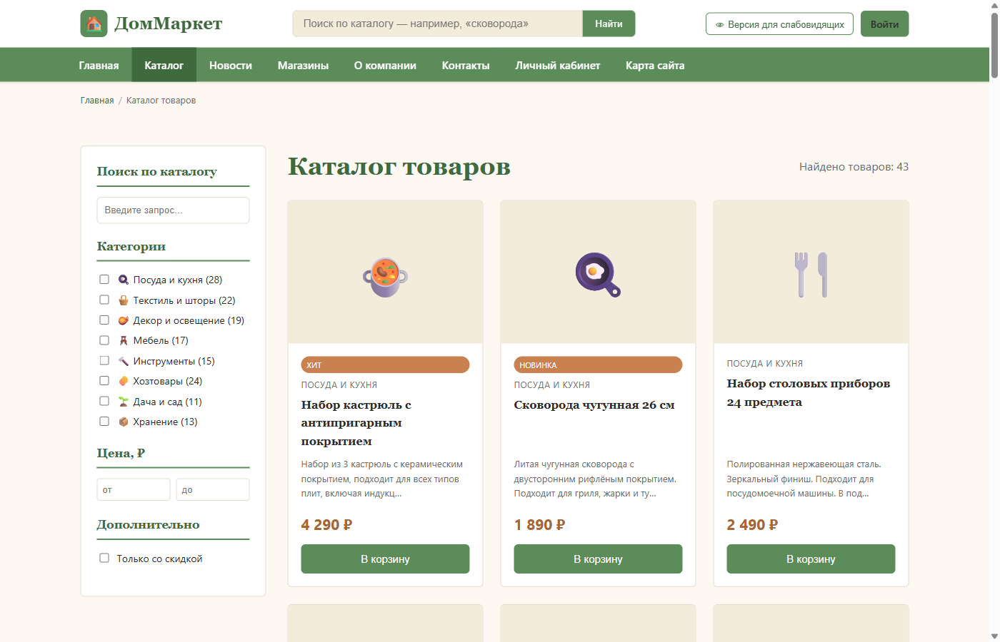 ДомМаркет
Поиск по каталогу — например, «сковорода»
Найти
Версия для слабовидящих
Войти
Главная
Каталог
Новости
Магазины
О компании
Контакты
Личный кабинет
Карта сайта
Главная / Каталог товаров
Поиск по каталогу
Введите запрос...
Категории
Посуда и кухня (28)
Текстиль и шторы (22)
Декор и освещение (19)
Мебель (17)
Инструменты (15)
Хозтовары (24)
Дача и сад (11)
Хранение (13)
Цена, ₽
от
до
Дополнительно
Только со скидкой
Каталог товаров
Найдено товаров: 43
ХИТ
ПОСУДА И КУХНЯ
Набор кастрюль с
антипригарным
покрытием
Набор из 3 кастрюль с керамическим
покрытием, подходит для всех типов
плит, включая индукц...
4 290 ₽
В корзину
НОВИНКА
ПОСУДА И КУХНЯ
Сковорода чугунная 26 см
Литая чугунная сковорода с
двусторонним рифлёным покрытием.
Подходит для гриля, жарки и ту...
1 890 ₽
В корзину
ПОСУДА И КУХНЯ
Набор столовых приборов
24 предмета
Полированная нержавеющая сталь.
Зеркальный финиш. Подходит для
посудомоечной машины. В под...
2 490 ₽
В корзину